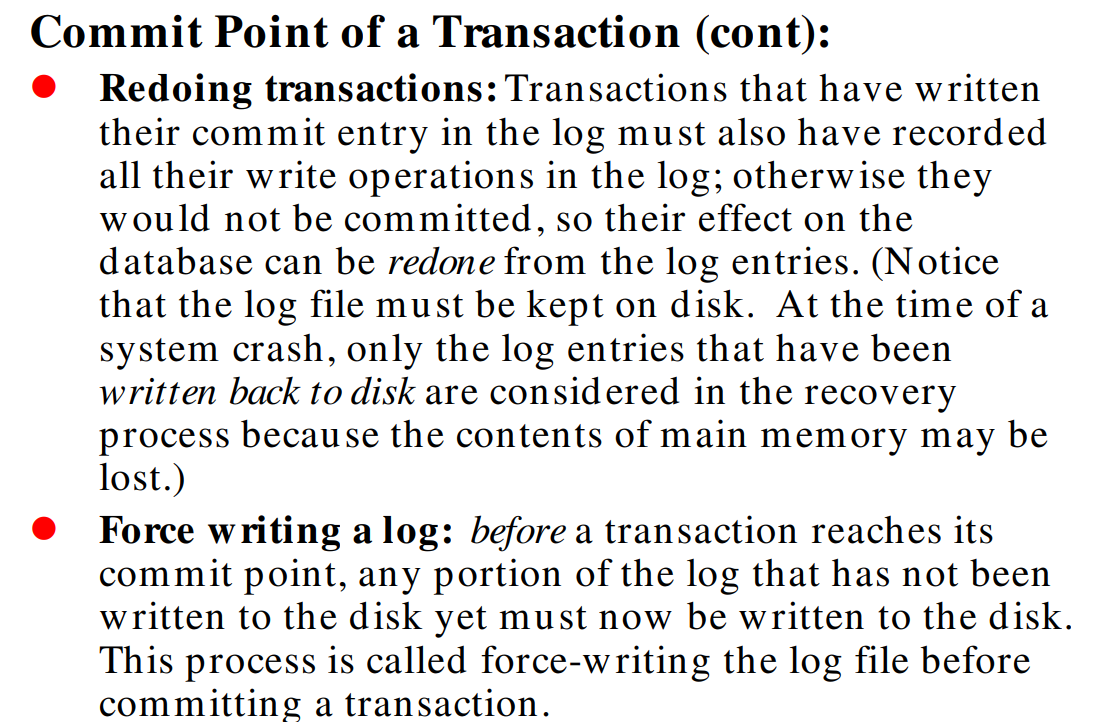 Commit Point of a Transaction (cont):
● Redoing transactions: Transactions that have written
their commit entry in the log must also have recorded
all their write operations in the log; otherwise they
would not be committed, so their effect on the
database can be redone from the log entries. (Notice
that the log file must be kept on disk. At the time of a
system crash, only the log entries that have been
written back to disk are considered in the recovery
process because the contents of main memory may be
lost.)
● Force writing a log: before a transaction reaches its
commit point, any portion of the log that has not been
written to the disk yet must now be written to the disk.
This process is called force-writing the log file before
committing a transaction.